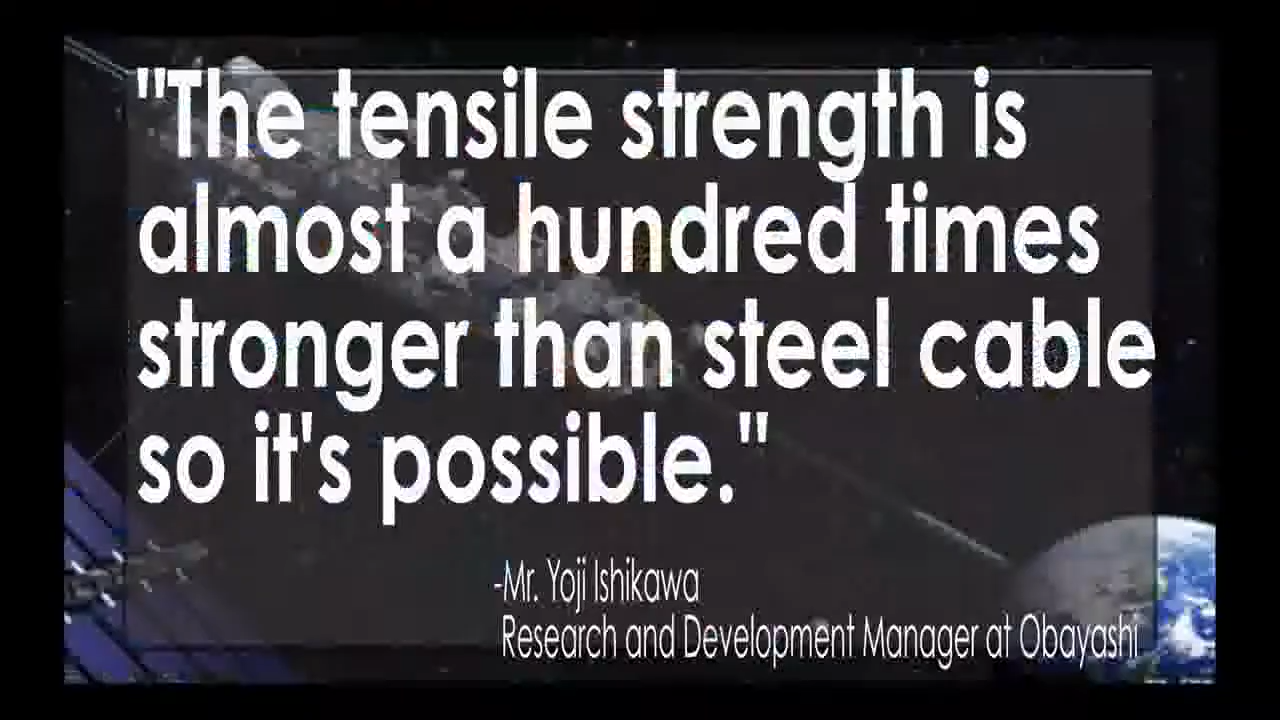 "The tensile strength is
almost a hundred times
stronger than steel cable
so it's possible."
-Mr. Yoji Ishikawa
Research and Development Manager at Obayashi